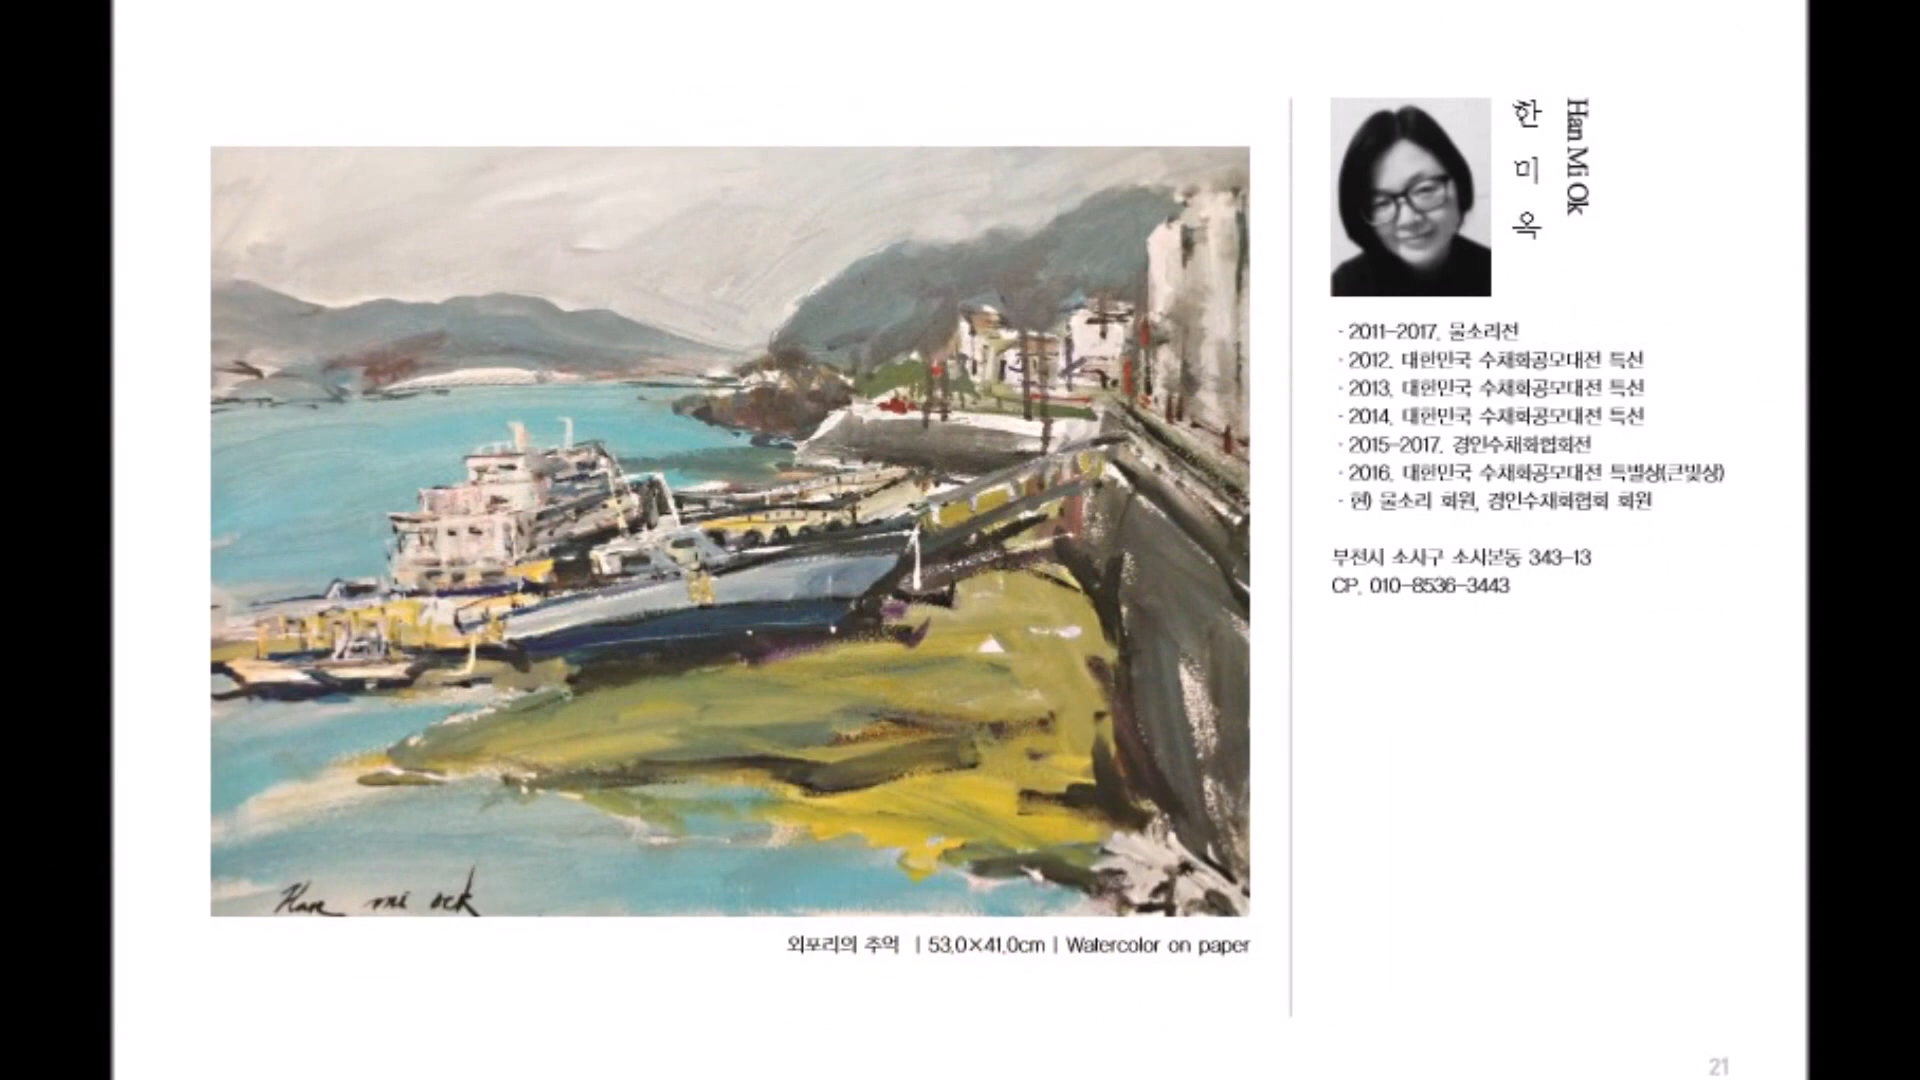 Han mi ock
외포리의 추억 | 53.0×41.0cm | Watercolor on paper
한미옥
Han Mi Ok
· 2011-2017. 물소리전
· 2012. 대한민국 수채화공모대전 특선
· 2013. 대한민국 수채화공모대전 특선
· 2014. 대한민국 수채화공모대전 특선
· 2015-2017. 경인수채화협회전
· 2016. 대한민국 수채화공모대전 특별상(큰빛상)
· 현) 물소리 회원, 경인수채화협회 회원
부천시 소사구 소사본동 343-13
CP. 010-8536-3443
21